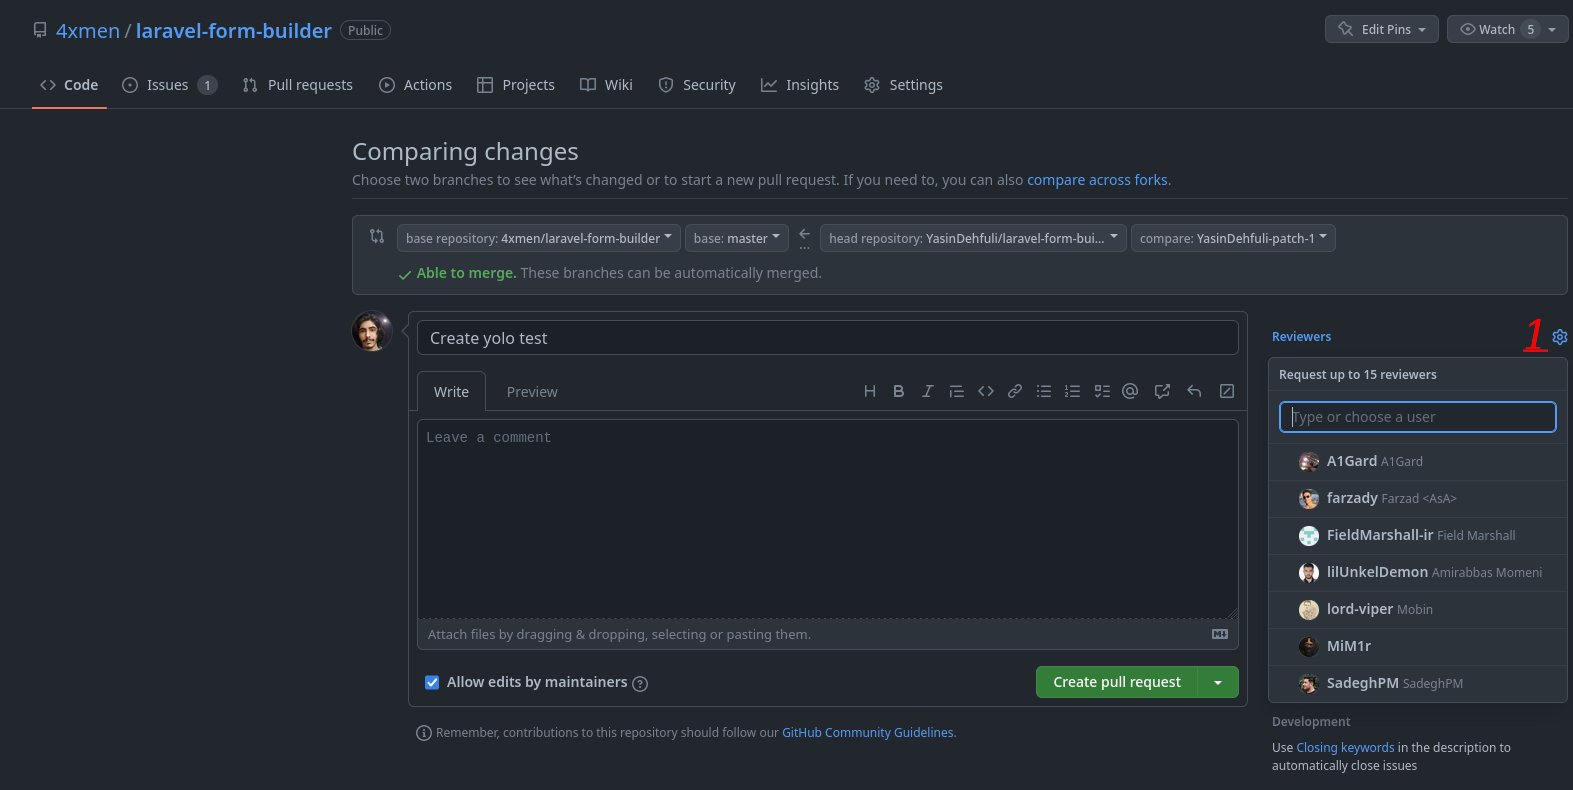 4xmen / laravel-form-builder Public
Edit Pins
Watch 5
Code Issues 1 Pull requests Actions Projects Wiki Security Insights Settings
Comparing changes
Choose two branches to see what's changed or to start a new pull request. If you need to, you can also compare across forks.
base repository: 4xmen/laravel-form-builder base: master ... head repository: YasinDehfuli/laravel-form-bui... compare: YasinDehfuli-patch-1
Able to merge. These branches can be automatically merged.
Create yolo test
Write Preview
Leave a comment
Attach files by dragging & dropping, selecting or pasting them.
Allow edits by maintainers
Create pull request
Remember, contributions to this repository should follow our GitHub Community Guidelines.
Reviewers 1
Request up to 15 reviewers
Type or choose a user
A1Gard A1Gard
farzady Farzad <AsA>
FieldMarshall-ir Field Marshall
lilUnkelDemon Amirabbas Momeni
lord-viper Mobin
MiM1r
SadeghPM SadeghPM
Development
Use Closing keywords in the description to
automatically close issues